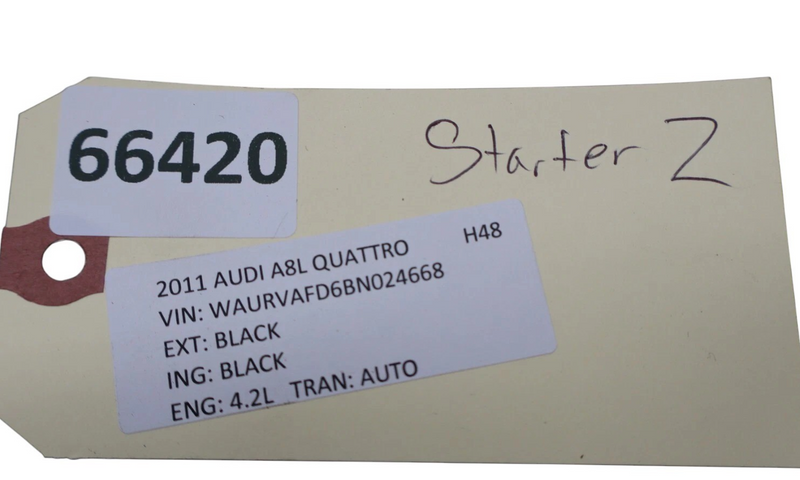 66420
Starter Z
2011 AUDI A8L QUATTRO H48
VIN: WAURVAFD6BN024668
EXT: BLACK
ING: BLACK
ENG: 4.2L TRAN: AUTO